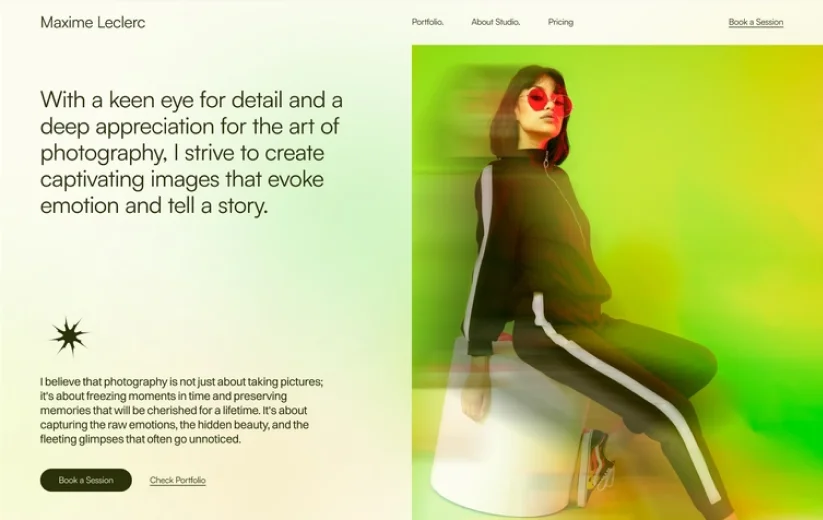 Maxime Leclerc
Portfolio.
About Studio.
Pricing
Book a Session
With a keen eye for detail and a
deep appreciation for the art of
photography, I strive to create
captivating images that evoke
emotion and tell a story.
I believe that photography is not just about taking pictures;
it's about freezing moments in time and preserving
memories that will be cherished for a lifetime. It's about
capturing the raw emotions, the hidden beauty, and the
fleeting glimpses that often go unnoticed.
Book a Session
Check Portfolio